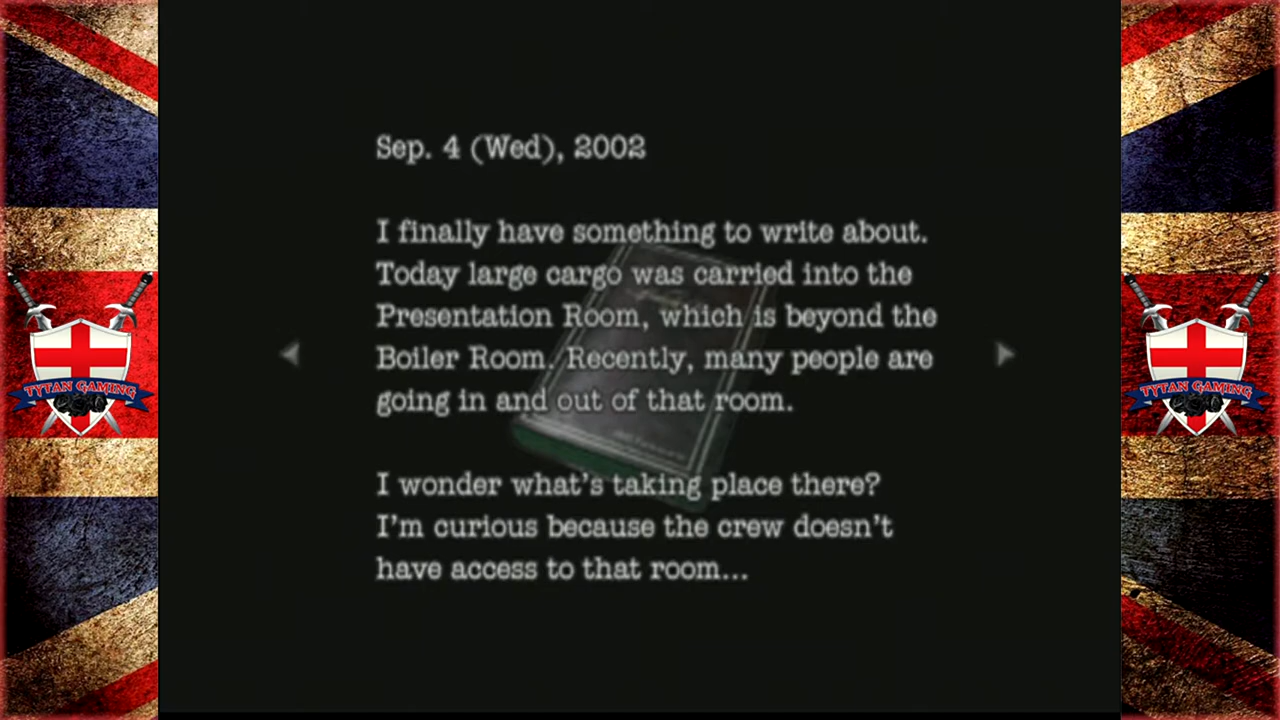 Sep. 4 (Wed), 2002
I finally have something to write about.
Today large cargo was carried into the
Presentation Room, which is beyond the
Boiler Room. Recently, many people are
going in and out of that room.
I wonder what's taking place there?
I'm curious because the crew doesn't
have access to that room...
TYTAN GAMING
TYTAN GAMING